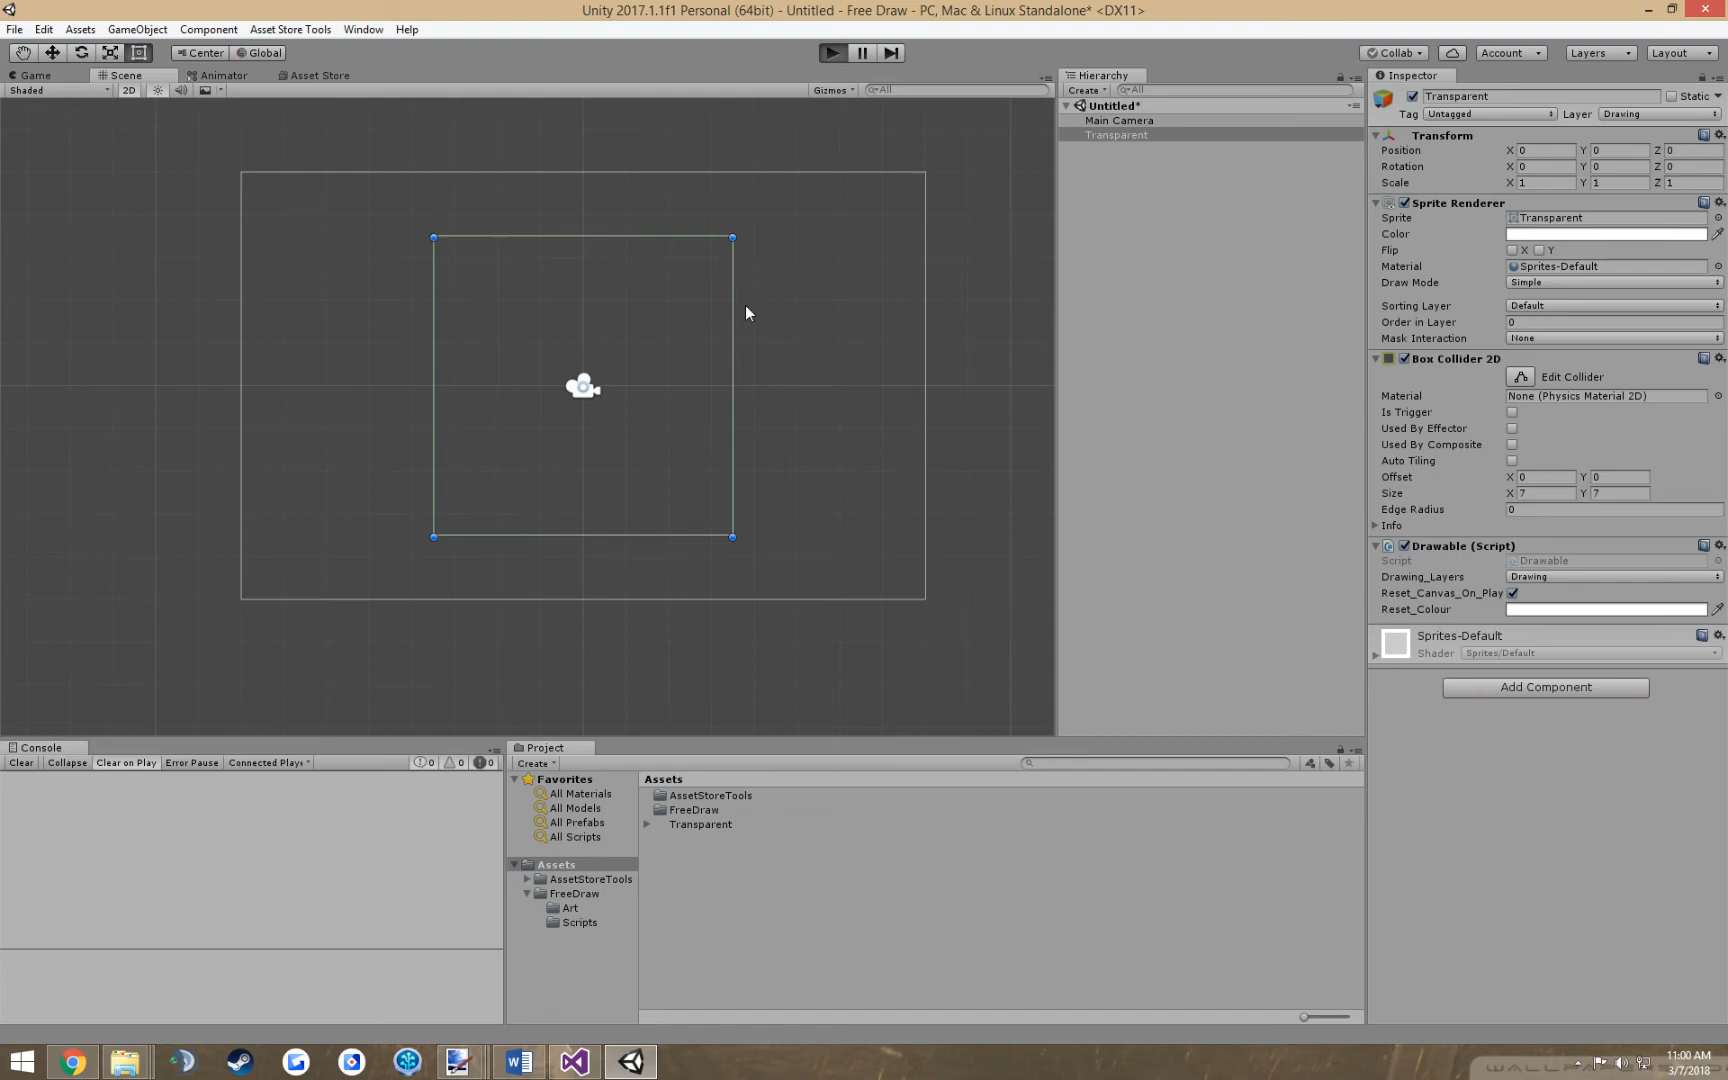 Unity 2017.1.1f1 Personal (64bit) - Untitled - Free Draw - PC, Mac & Linux Standalone* <DX11>
File Edit Assets GameObject Component Asset Store Tools Window Help
Center Global Collab Account Layers Layout
Game Scene Animator Asset Store
Shaded 2D Gizmos All
Hierarchy
Create All
Untitled*
Main Camera
Transparent
Inspector
Transparent Static
Tag Untagged Layer Drawing
Transform
Position X 0 Y 0 Z 0
Rotation X 0 Y 0 Z 0
Scale X 1 Y 1 Z 1
Sprite Renderer
Sprite Transparent
Color
Flip X Y
Material Sprites-Default
Draw Mode Simple
Sorting Layer Default
Order in Layer 0
Mask Interaction None
Box Collider 2D
Edit Collider
Material None (Physics Material 2D)
Is Trigger
Used By Effector
Used By Composite
Auto Tiling
Offset X 0 Y 0
Size X 7 Y 7
Edge Radius 0
Info
Drawable (Script)
Script Drawable
Drawing_Layers Drawing
Reset_Canvas_On_Play
Reset_Colour
Sprites-Default
Shader Sprites/Default
Add Component
Console
Clear Collapse Clear on Play Error Pause Connected Playe 0 0 0
Project
Create
Favorites
All Materials
All Models
All Prefabs
All Scripts
Assets
AssetStoreTools
FreeDraw
Art
Scripts
Assets
AssetStoreTools
FreeDraw
Transparent
11:00 AM
3/7/2018